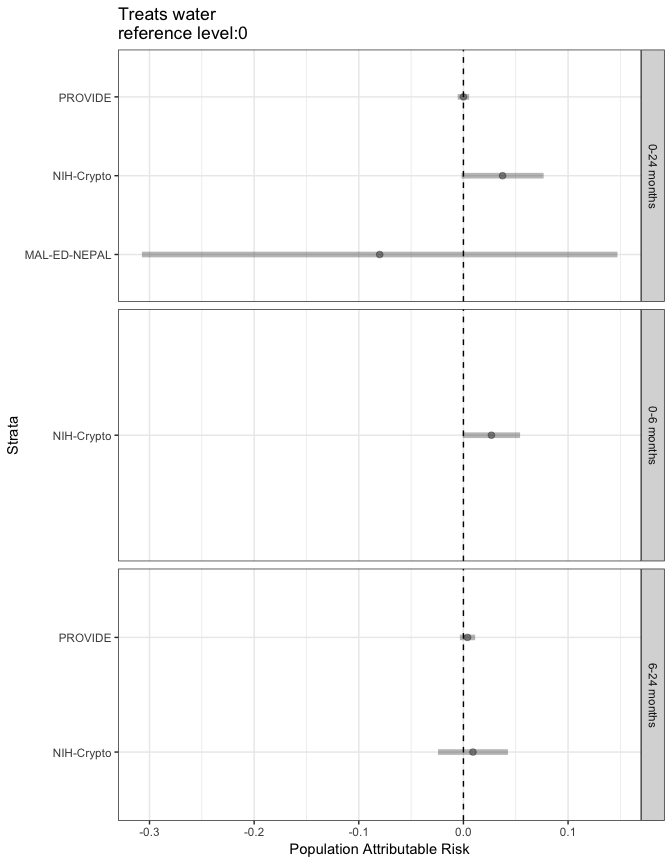 Treats water
reference level:0
PROVIDE
NIH-Crypto
MAL-ED-NEPAL
0-24 months
NIH-Crypto
0-6 months
PROVIDE
NIH-Crypto
6-24 months
Strata
-0.3 -0.2 -0.1 0.0 0.1
Population Attributable Risk